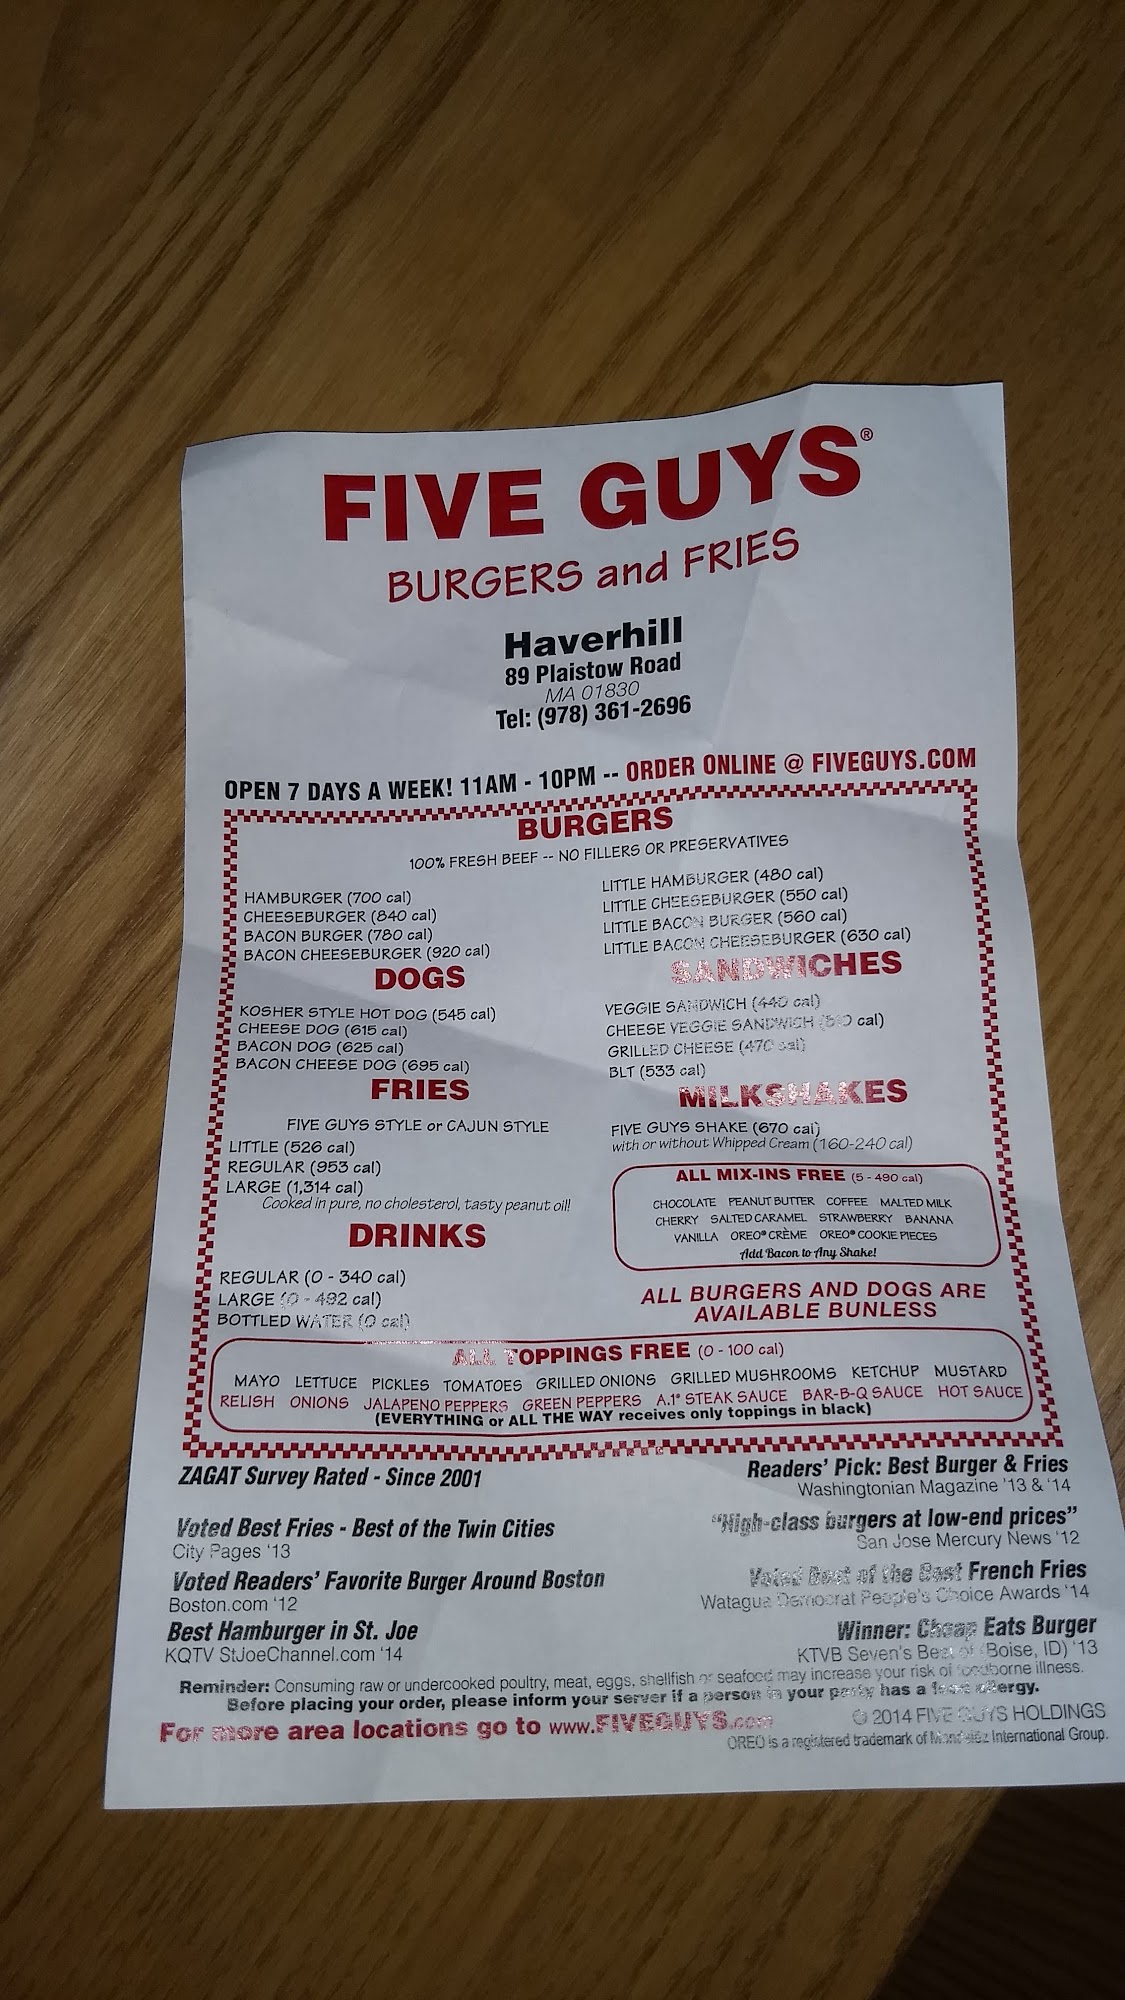 FIVE GUYS®
BURGERS and FRIES
Haverhill
89 Plaistow Road
MA 01830
Tel: (978) 361-2696
OPEN 7 DAYS A WEEK! 11AM - 10PM -- ORDER ONLINE @ FIVEGUYS.COM
BURGERS
100% FRESH BEEF -- NO FILLERS OR PRESERVATIVES
HAMBURGER (700 cal)
CHEESEBURGER (840 cal)
BACON BURGER (780 cal)
BACON CHEESEBURGER (920 cal)
LITTLE HAMBURGER (480 cal)
LITTLE CHEESEBURGER (550 cal)
LITTLE BACON BURGER (560 cal)
LITTLE BACON CHEESEBURGER (630 cal)
DOGS
KOSHER STYLE HOT DOG (545 cal)
CHEESE DOG (615 cal)
BACON DOG (625 cal)
BACON CHEESE DOG (695 cal)
SANDWICHES
VEGGIE SANDWICH (440 cal)
CHEESE VEGGIE SANDWICH cal)
GRILLED CHEESE (470 cal)
BLT (533 cal)
FRIES
FIVE GUYS STYLE or CAJUN STYLE
LITTLE (526 cal)
REGULAR (953 cal)
LARGE (1,314 cal)
Cooked in pure, no cholesterol, tasty peanut oil!
MILKSHAKES
FIVE GUYS SHAKE (670 cal)
with or without Whipped Cream (160-240 cal)
ALL MIX-INS FREE (5 - 490 cal)
CHOCOLATE PEANUT BUTTER COFFEE MALTED MILK
CHERRY SALTED CARAMEL STRAWBERRY BANANA
VANILLA OREO® CRÈME OREO® COOKIE PIECES
Add Bacon to Any Shake!
DRINKS
REGULAR (0 - 340 cal)
LARGE (0 - 492 cal)
BOTTLED WATER (0 cal)
ALL BURGERS AND DOGS ARE
AVAILABLE BUNLESS
ALL TOPPINGS FREE (0 - 100 cal)
MAYO LETTUCE PICKLES TOMATOES GRILLED ONIONS GRILLED MUSHROOMS KETCHUP MUSTARD
RELISH ONIONS JALAPENO PEPPERS GREEN PEPPERS A.1® STEAK SAUCE BAR-B-Q SAUCE HOT SAUCE
(EVERYTHING or ALL THE WAY receives only toppings in black)
ZAGAT Survey Rated - Since 2001
Voted Best Fries - Best of the Twin Cities
City Pages '13
Voted Readers' Favorite Burger Around Boston
Boston.com '12
Best Hamburger in St. Joe
KQTV StJoeChannel.com '14
Readers' Pick: Best Burger & Fries
Washingtonian Magazine '13 & '14
"High-class burgers at low-end prices"
San Jose Mercury News '12
Voted Best of the Best French Fries
Watagua Democrat People's Choice Awards '14
Winner: Cheap Eats Burger
KTVB Seven's Best of (Boise, ID) '13
Reminder: Consuming raw or undercooked poultry, meat, eggs, shellfish or seafood may increase your risk of foodborne illness.
Before placing your order, please inform your server if a person in your party has a food allergy.
For more area locations go to www.FIVEGUYS.com
© 2014 FIVE GUYS HOLDINGS
OREO is a registered trademark of Mondelēz International Group.